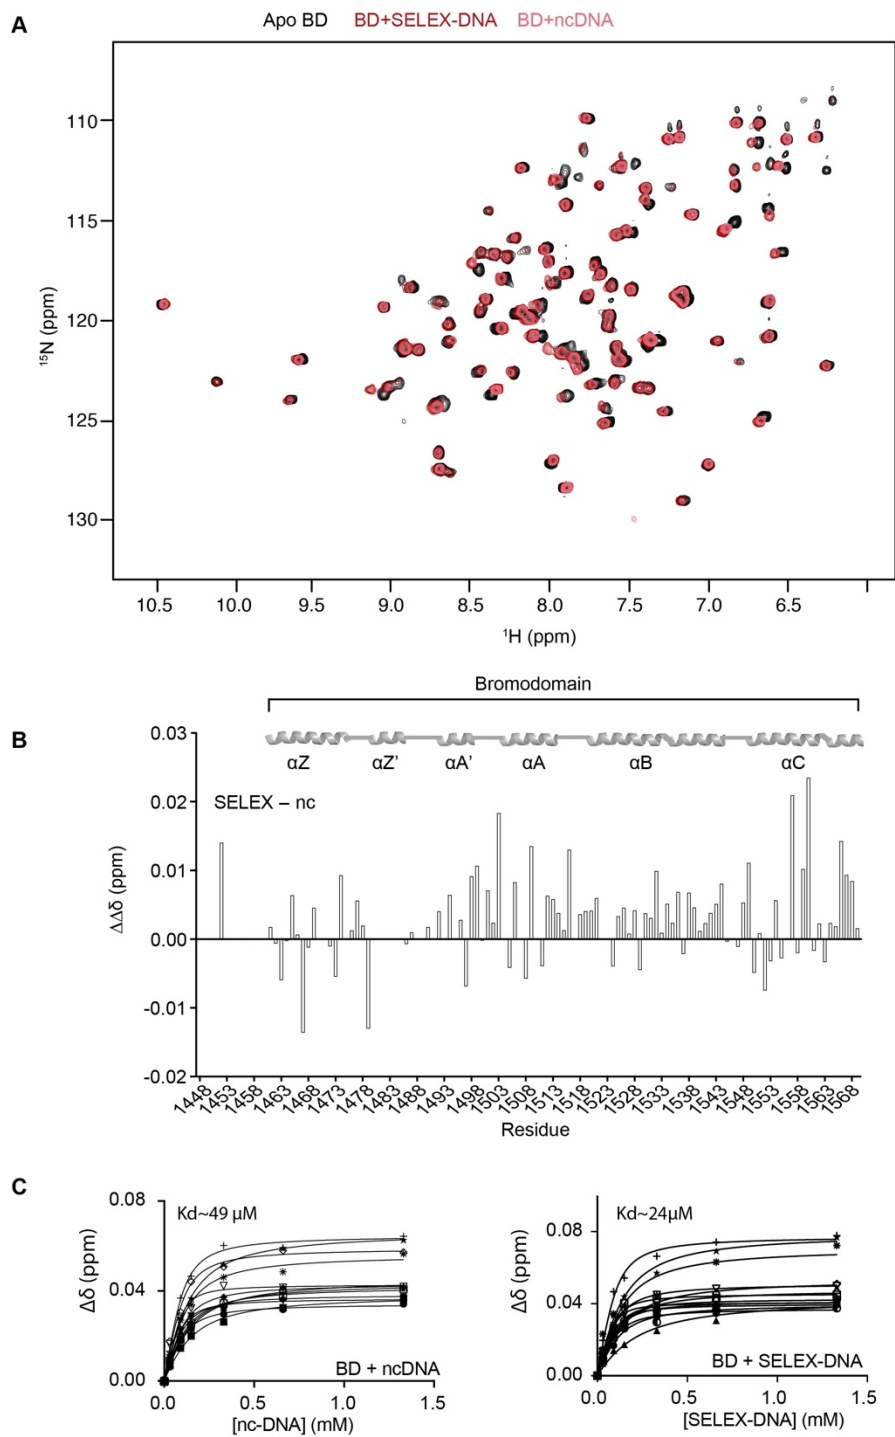 A
Apo BD BD+SELEX-DNA BD+ncDNA
110
115
120
125
130
¹⁵N (ppm)
10.5 10.0 9.5 9.0 8.5 8.0 7.5 7.0 6.5
¹H (ppm)
Bromodomain
B
αZ αZ' αA' αA αB αC
SELEX – nc
0.03
0.02
0.01
0.00
-0.01
-0.02
ΔΔδ (ppm)
1448 1453 1458 1463 1468 1473 1478 1483 1488 1493 1498 1503 1508 1513 1518 1523 1528 1533 1538 1543 1548 1553 1558 1563 1568
Residue
C
Kd~49 µM
0.08
0.04
0.00
Δδ (ppm)
BD + ncDNA
0.0 0.5 1.0 1.5
[nc-DNA] (mM)
Kd~24µM
0.08
0.04
0.00
Δδ (ppm)
BD + SELEX-DNA
0.0 0.5 1.0 1.5
[SELEX-DNA] (mM)